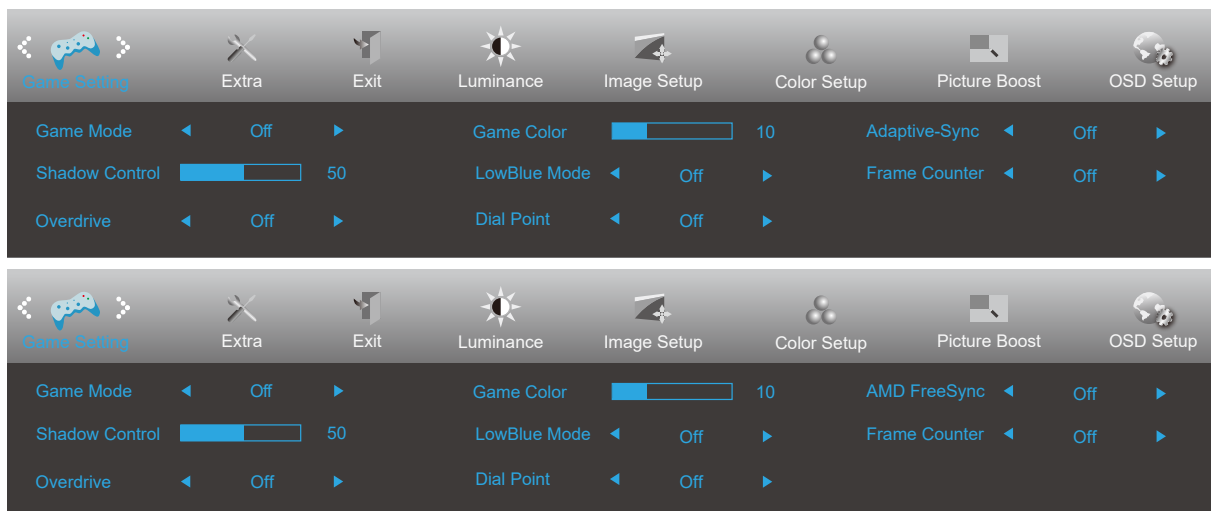 Game Setting Extra Exit Luminance Image Setup Color Setup Picture Boost OSD Setup
Game Mode Off Game Color 10 Adaptive-Sync Off
Shadow Control 50 LowBlue Mode Off Frame Counter Off
Overdrive Off Dial Point Off
Game Setting Extra Exit Luminance Image Setup Color Setup Picture Boost OSD Setup
Game Mode Off Game Color 10 AMD FreeSync Off
Shadow Control 50 LowBlue Mode Off Frame Counter Off
Overdrive Off Dial Point Off